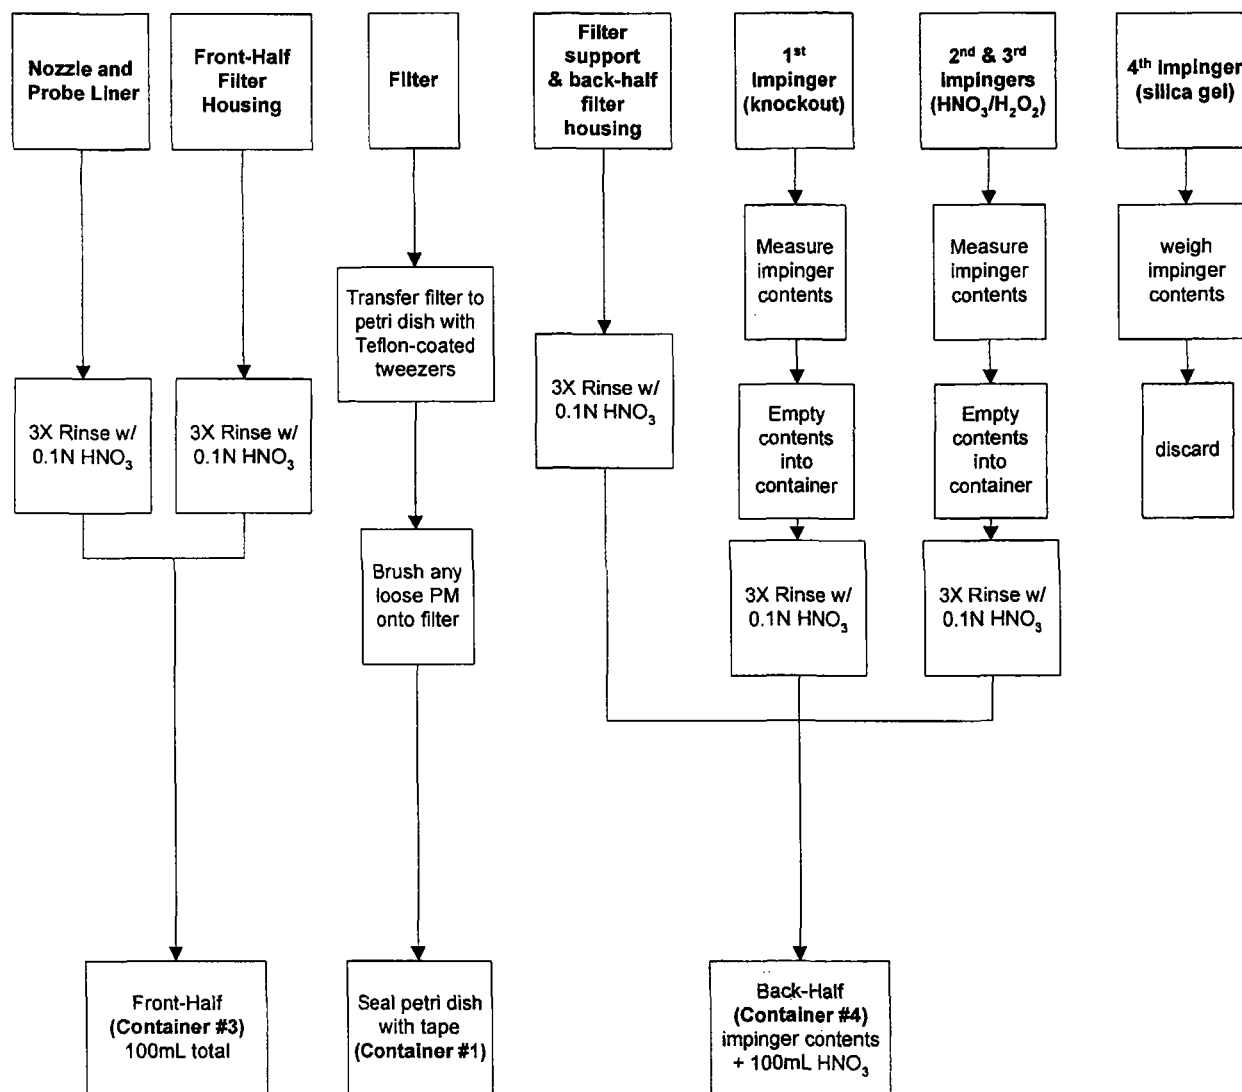 Nozzle and
Probe Liner
Front-Half
Filter
Housing
Filter
Filter
support
& back-half
filter
housing
1st
Impinger
(knockout)
2nd & 3rd
impingers
(HNO3/H2O2)
4th impinger
(silica gel)
Measure
impinger
contents
Measure
impinger
contents
weigh
impinger
contents
Transfer filter to
petri dish with
Teflon-coated
tweezers
3X Rinse w/
0.1N HNO3
3X Rinse w/
0.1N HNO3
3X Rinse w/
0.1N HNO3
Empty
contents
into
container
Empty
contents
into
container
discard
Brush any
loose PM
onto filter
3X Rinse w/
0.1N HNO3
3X Rinse w/
0.1N HNO3
Front-Half
(Container #3)
100mL total
Seal petri dish
with tape
(Container #1)
Back-Half
(Container #4)
impinger contents
+ 100mL HNO3